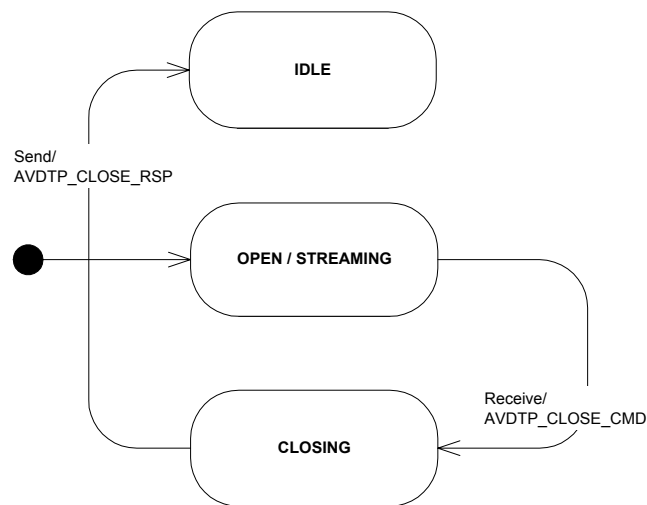 IDLE
Send/
AVDTP_CLOSE_RSP
OPEN / STREAMING
Receive/
AVDTP_CLOSE_CMD
CLOSING